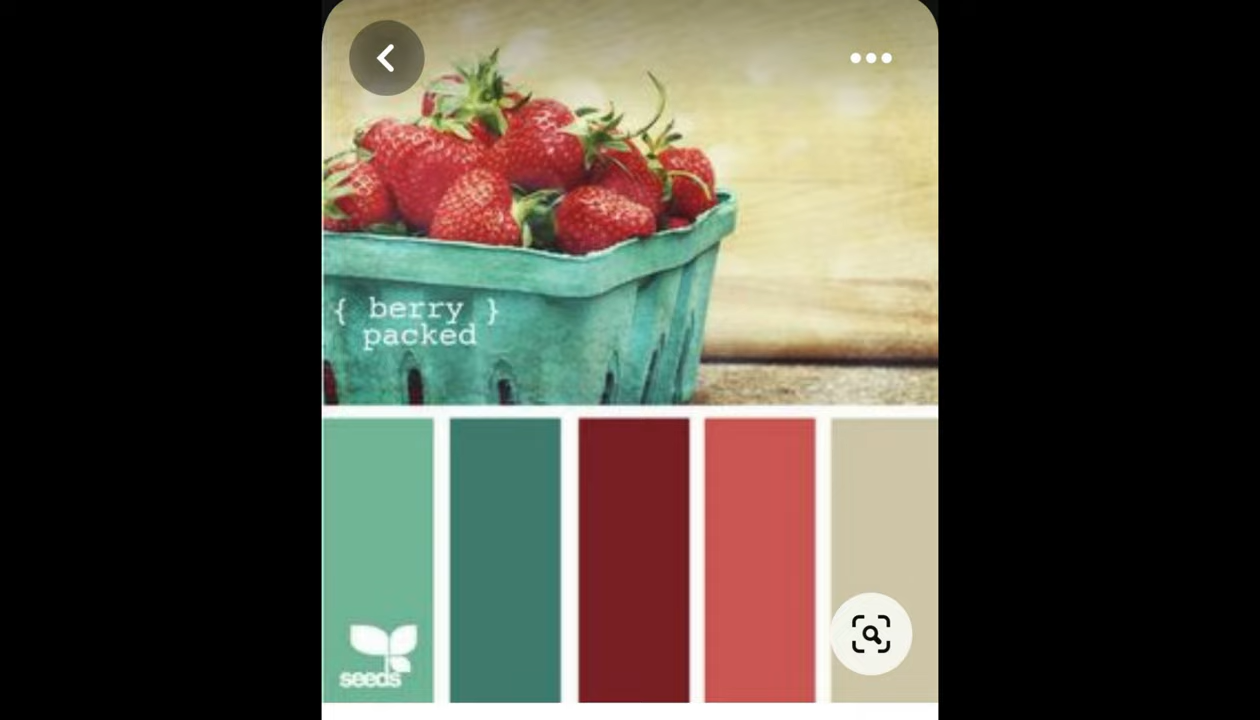 { berry }
packed
seeds